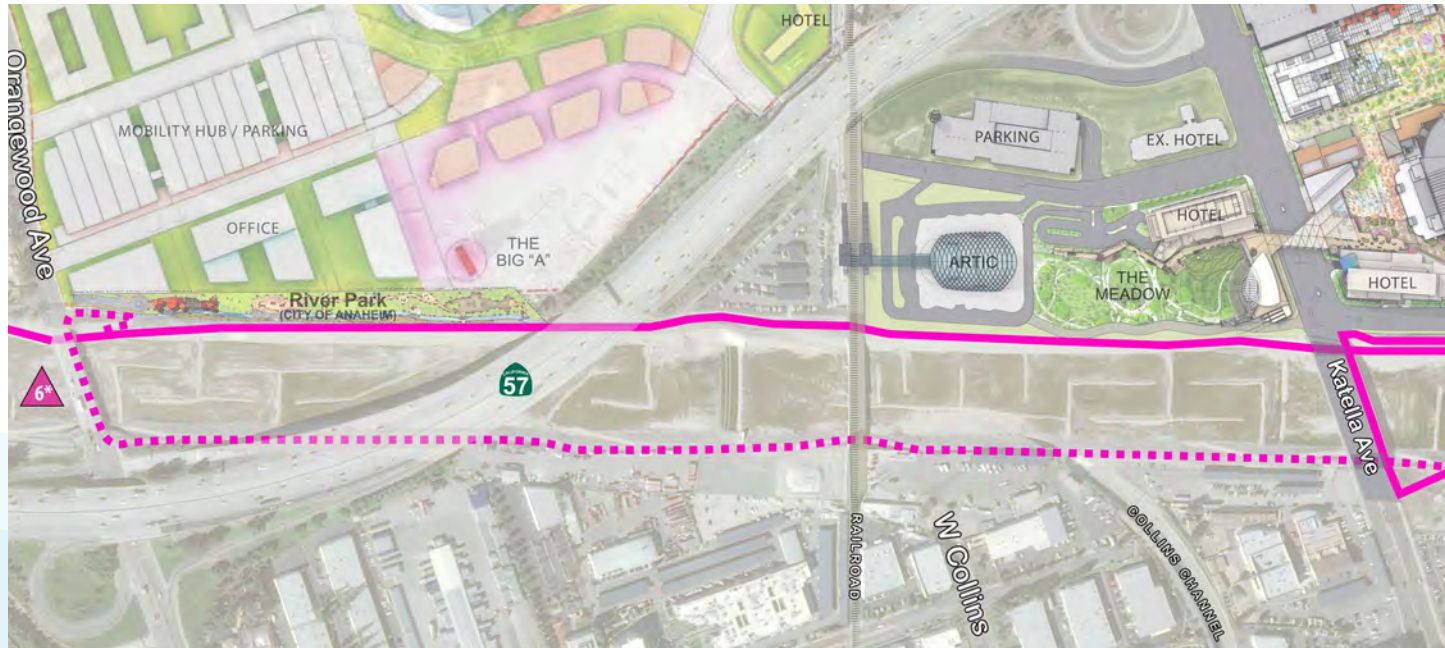 HOTEL
Orangewood Ave
MOBILITY HUB / PARKING
PARKING
EX. HOTEL
OFFICE
HOTEL
THE
BIG "A"
ARTIC
THE
MEADOW
HOTEL
River Park
(CITY OF ANAHEIM)
6*
CALIFORNIA
57
Katella Ave
RAILROAD
W Collins
COLLINS CHANNEL